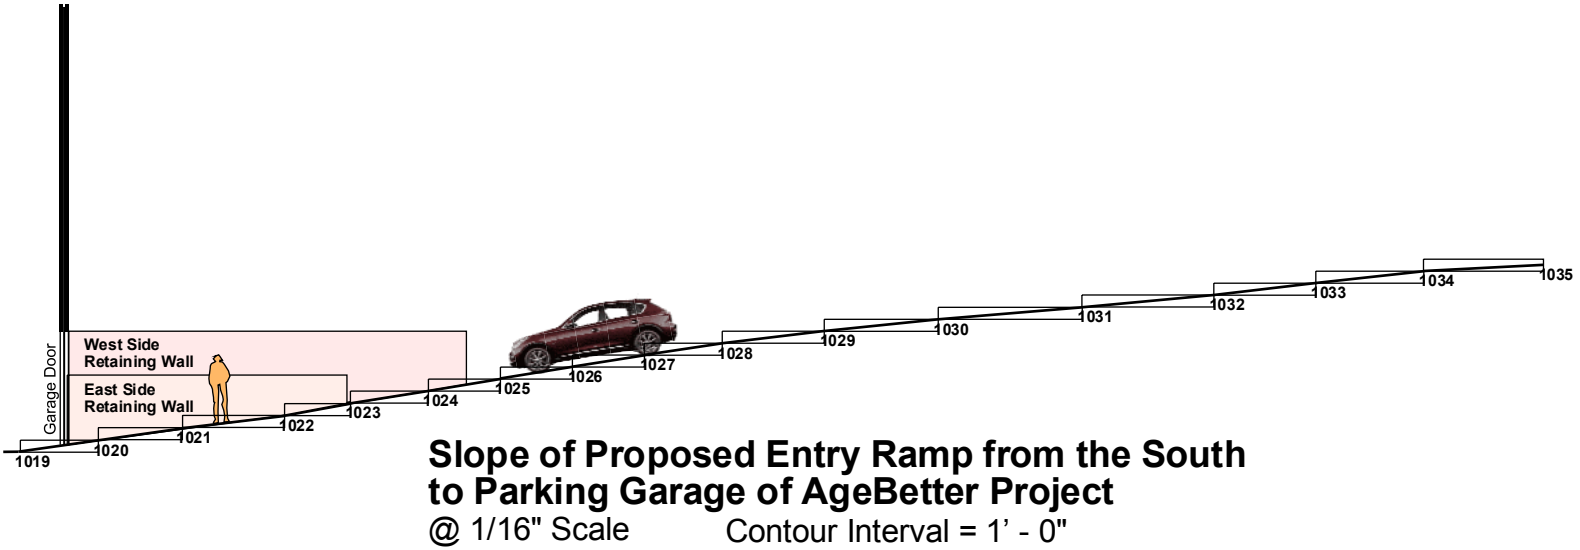 Garage Door
West Side
Retaining Wall
East Side
Retaining Wall
1019
1020
1021
1022
1023
1024
1025
1026
1027
1028
1029
1030
1031
1032
1033
1034
1035
Slope of Proposed Entry Ramp from the South
to Parking Garage of AgeBetter Project
@ 1/16" Scale Contour Interval = 1' - 0"